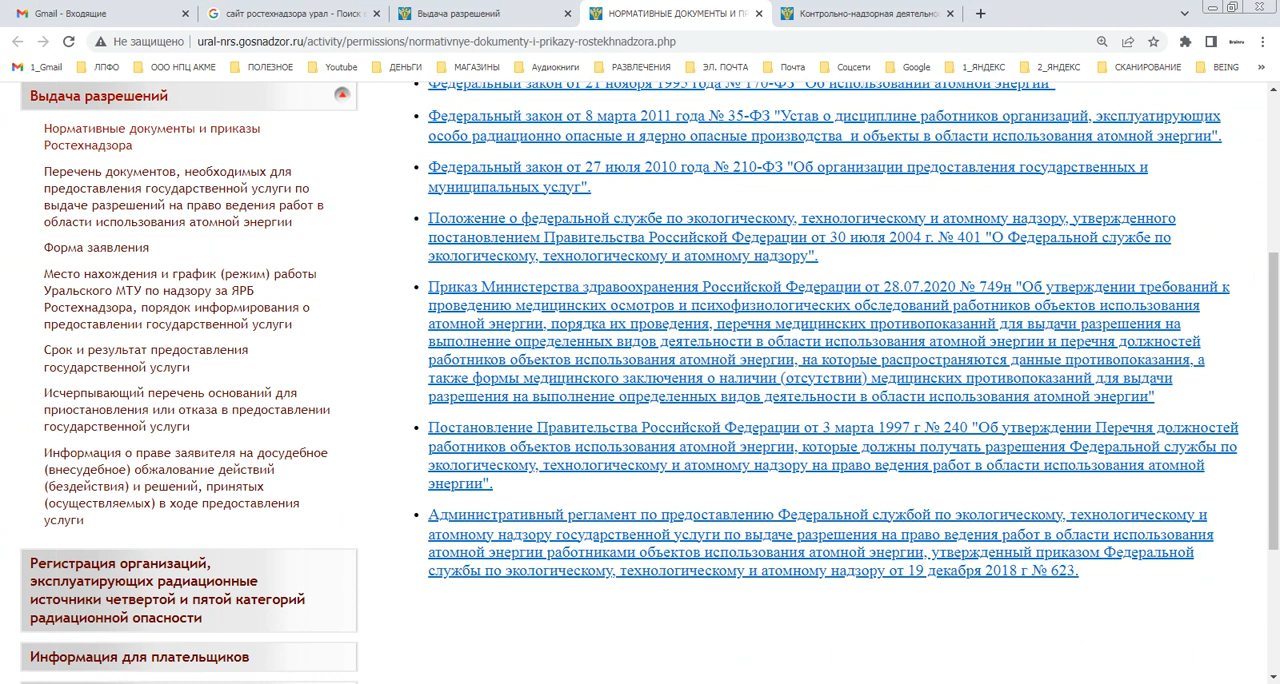 Gmail - Входящие
сайт ростехнадзора урал - Поиск
Выдача разрешений
НОРМАТИВНЫЕ ДОКУМЕНТЫ И ПР
Контрольно-надзорная деятельно
Не защищено
ural-nrs.gosnadzor.ru/activity/permissions/normativnye-dokumenty-i-prikazy-rostekhnadzora.php
1_Gmail
ЛПФО
ООО НПЦ АКМЕ
ПОЛЕЗНОЕ
Youtube
ДЕНЬГИ
МАГАЗИНЫ
Аудиокниги
РАЗВЛЕЧЕНИЯ
ЭЛ. ПОЧТА
Почта
Соцсети
Google
1_ЯНДЕКС
2_ЯНДЕКС
СКАНИРОВАНИЕ
BEING
»
Выдача разрешений
Нормативные документы и приказы
Ростехнадзора
Перечень документов, необходимых для
предоставления государственной услуги по
выдаче разрешений на право ведения работ в
области использования атомной энергии
Форма заявления
Место нахождения и график (режим) работы
Уральского МТУ по надзору за ЯРБ
Ростехнадзора, порядок информирования о
предоставлении государственной услуги
Срок и результат предоставления
государственной услуги
Исчерпывающий перечень оснований для
приостановления или отказа в предоставлении
государственной услуги
Информация о праве заявителя на досудебное
(внесудебное) обжалование действий
(бездействия) и решений, принятых
(осуществляемых) в ходе предоставления
услуги
Регистрация организаций,
эксплуатирующих радиационные
источники четвертой и пятой категорий
радиационной опасности
Информация для плательщиков
Федеральный закон от 21 ноября 1995 года № 170-ФЗ "Об использовании атомной энергии"
Федеральный закон от 8 марта 2011 года № 35-ФЗ "Устав о дисциплине работников организаций, эксплуатирующих
особо радиационно опасные и ядерно опасные производства и объекты в области использования атомной энергии".
Федеральный закон от 27 июля 2010 года № 210-ФЗ "Об организации предоставления государственных и
муниципальных услуг".
Положение о федеральной службе по экологическому, технологическому и атомному надзору, утвержденного
постановлением Правительства Российской Федерации от 30 июля 2004 г. № 401 "О Федеральной службе по
экологическому, технологическому и атомному надзору".
Приказ Министерства здравоохранения Российской Федерации от 28.07.2020 № 749н "Об утверждении требований к
проведению медицинских осмотров и психофизиологических обследований работников объектов использования
атомной энергии, порядка их проведения, перечня медицинских противопоказаний для выдачи разрешения на
выполнение определенных видов деятельности в области использования атомной энергии и перечня должностей
работников объектов использования атомной энергии, на которые распространяются данные противопоказания, а
также формы медицинского заключения о наличии (отсутствии) медицинских противопоказаний для выдачи
разрешения на выполнение определенных видов деятельности в области использования атомной энергии"
Постановление Правительства Российской Федерации от 3 марта 1997 г № 240 "Об утверждении Перечня должностей
работников объектов использования атомной энергии, которые должны получать разрешения Федеральной службы по
экологическому, технологическому и атомному надзору на право ведения работ в области использования атомной
энергии".
Административный регламент по предоставлению Федеральной службой по экологическому, технологическому и
атомному надзору государственной услуги по выдаче разрешения на право ведения работ в области использования
атомной энергии работниками объектов использования атомной энергии, утвержденный приказом Федеральной
службы по экологическому, технологическому и атомному надзору от 19 декабря 2018 г № 623.